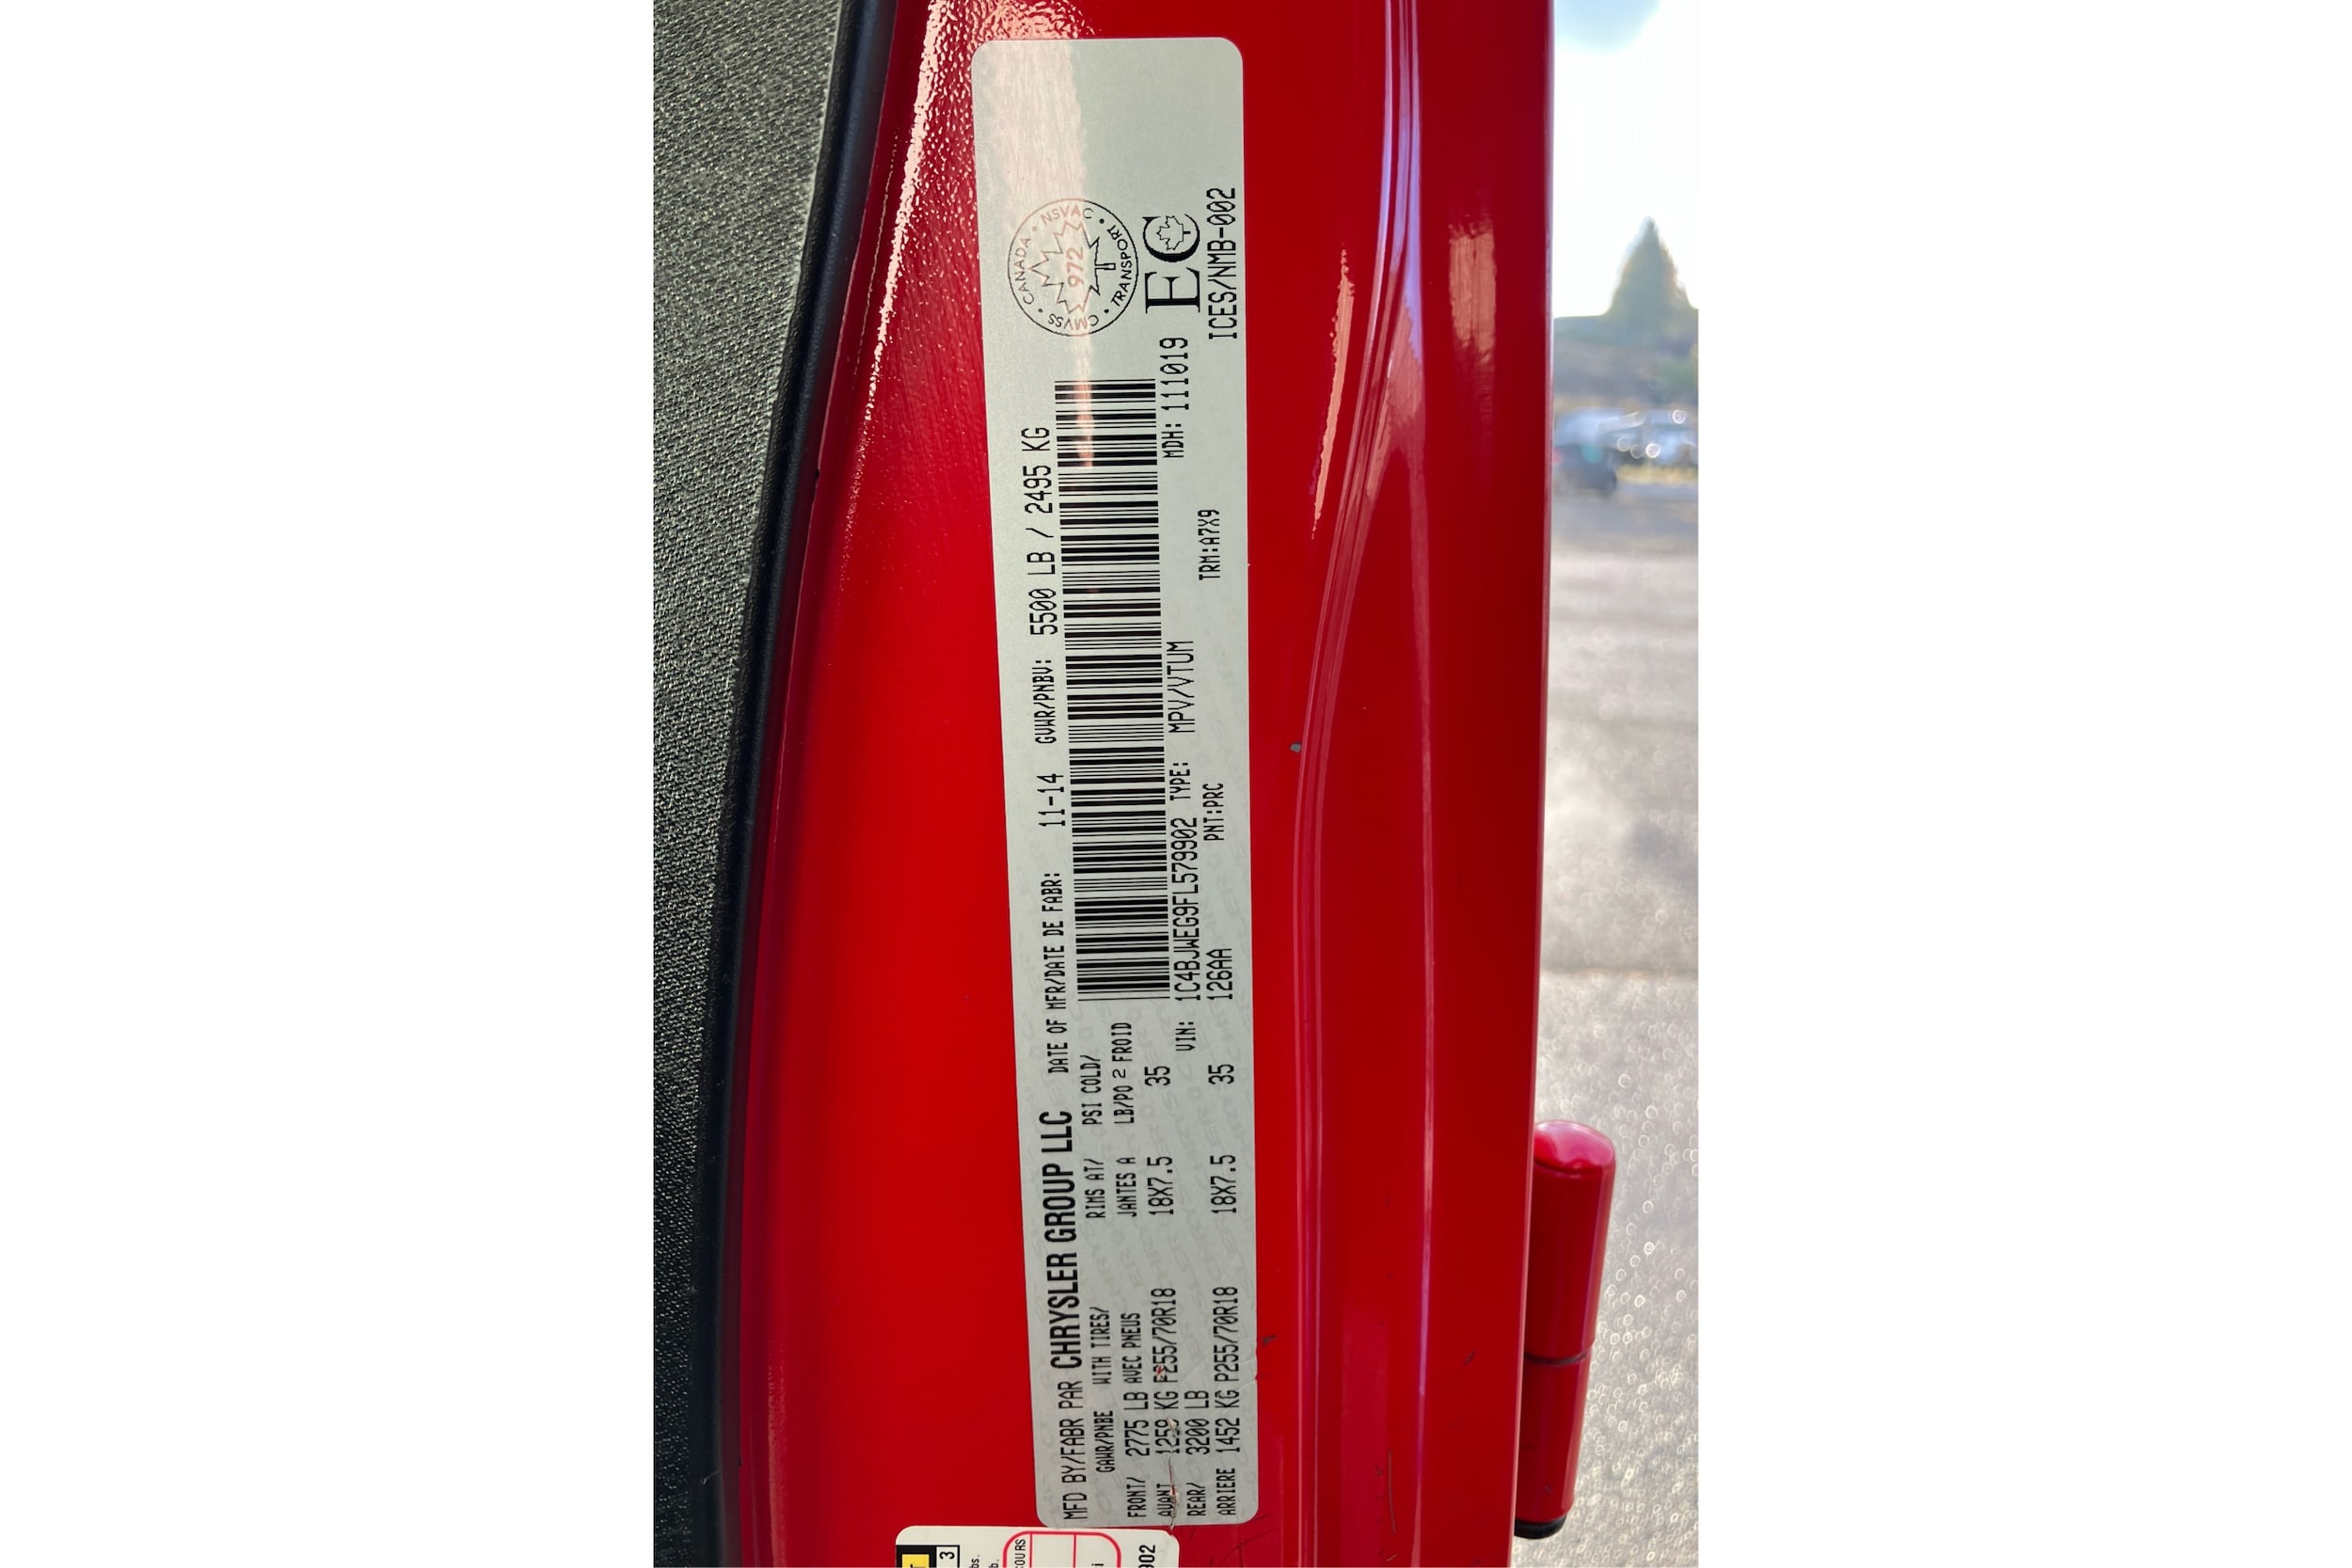 MFD BY/FABR PAR CHRYSLER GROUP LLC DATE OF MFR/DATE DE FABR: 11-14 GVWR/PNBV: 5500 LB / 2495 KG
GAWR/PNBE WITH TIRES/ RIMS AT/ PSI COLD/
FRONT/ 2775 LB AVEC PNEUS JANTES A LB/PO 2 FROID
AVANT 1259 KG P255/70R18 18X7.5 35
REAR/ 3200 LB
ARRIERE 1452 KG P255/70R18 18X7.5 35
VIN: 1C4BJWEG9FL579902 TYPE: MPV/VTUM MDH: 111019
126AA PNT:PRC TRM:A7X9
CANADA • NSVAC • TRANSPORT • CMVSS •
972
EC
ICES/NMB-002
3
902